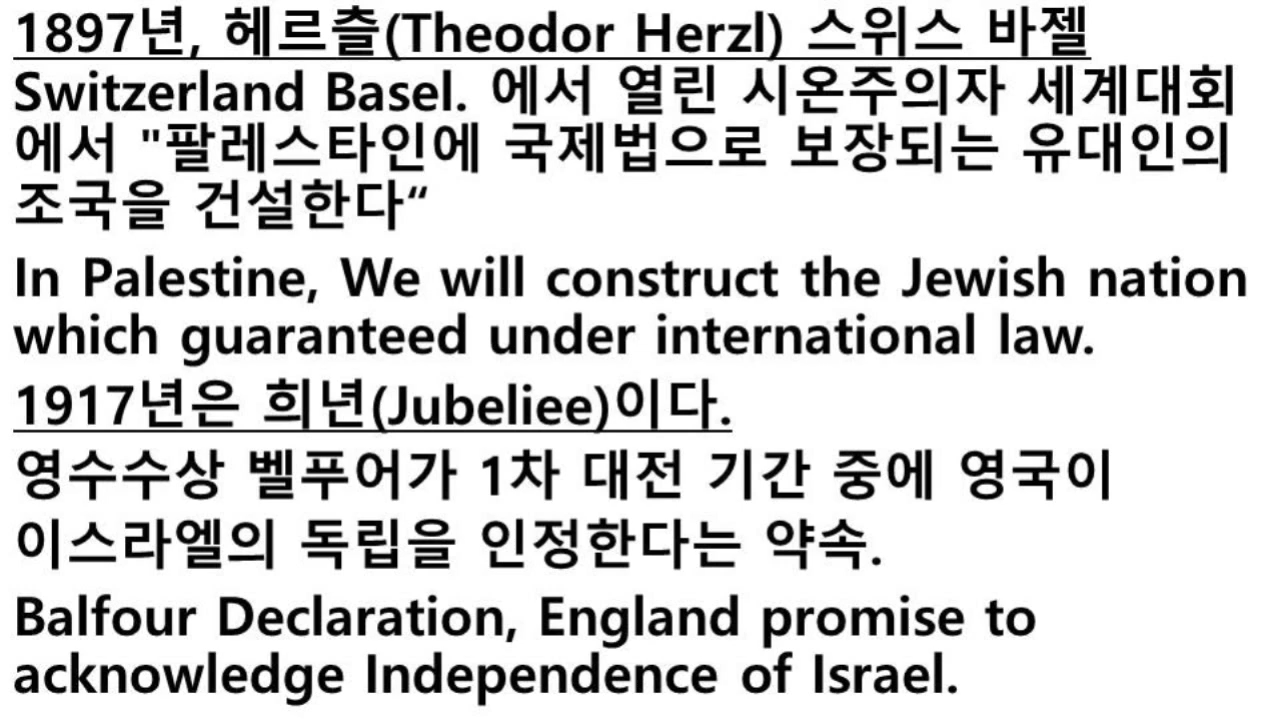 1897년, 헤르츨(Theodor Herzl) 스위스 바젤
Switzerland Basel. 에서 열린 시온주의자 세계대회
에서 "팔레스타인에 국제법으로 보장되는 유대인의
조국을 건설한다“
In Palestine, We will construct the Jewish nation
which guaranteed under international law.
1917년은 희년(Jubeliee)이다.
영수수상 벨푸어가 1차 대전 기간 중에 영국이
이스라엘의 독립을 인정한다는 약속.
Balfour Declaration, England promise to
acknowledge Independence of Israel.